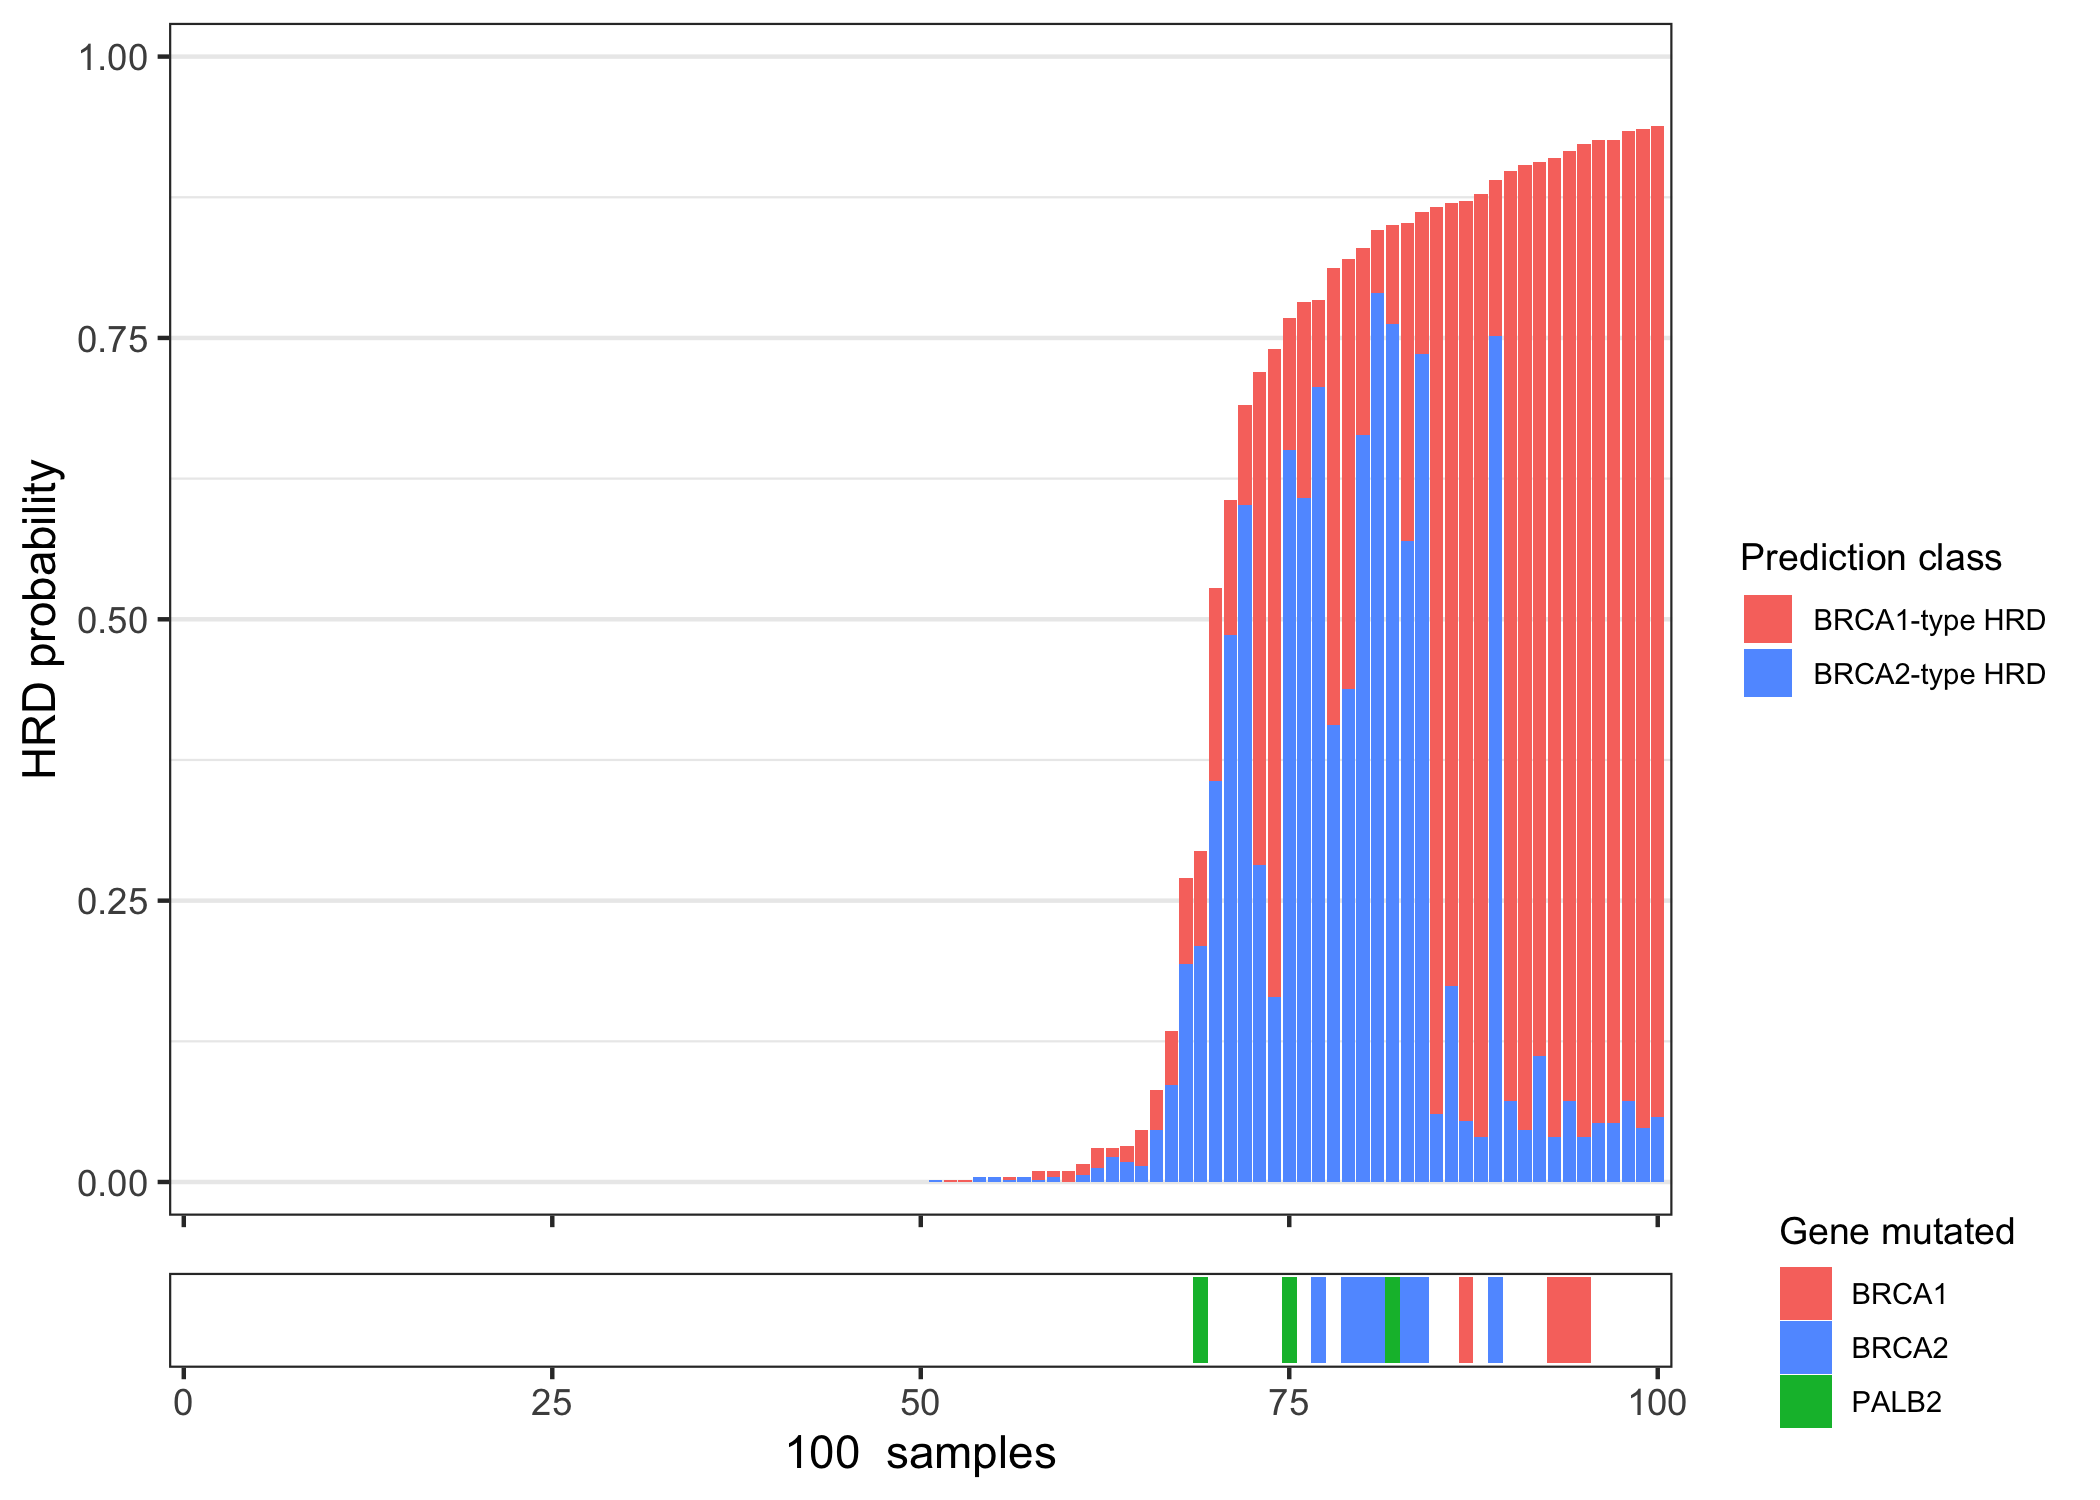 1.00
0.75
0.50
0.25
0.00
HRD probability
Prediction class
BRCA1-type HRD
BRCA2-type HRD
Gene mutated
BRCA1
BRCA2
PALB2
0 25 50 75 100
100 samples